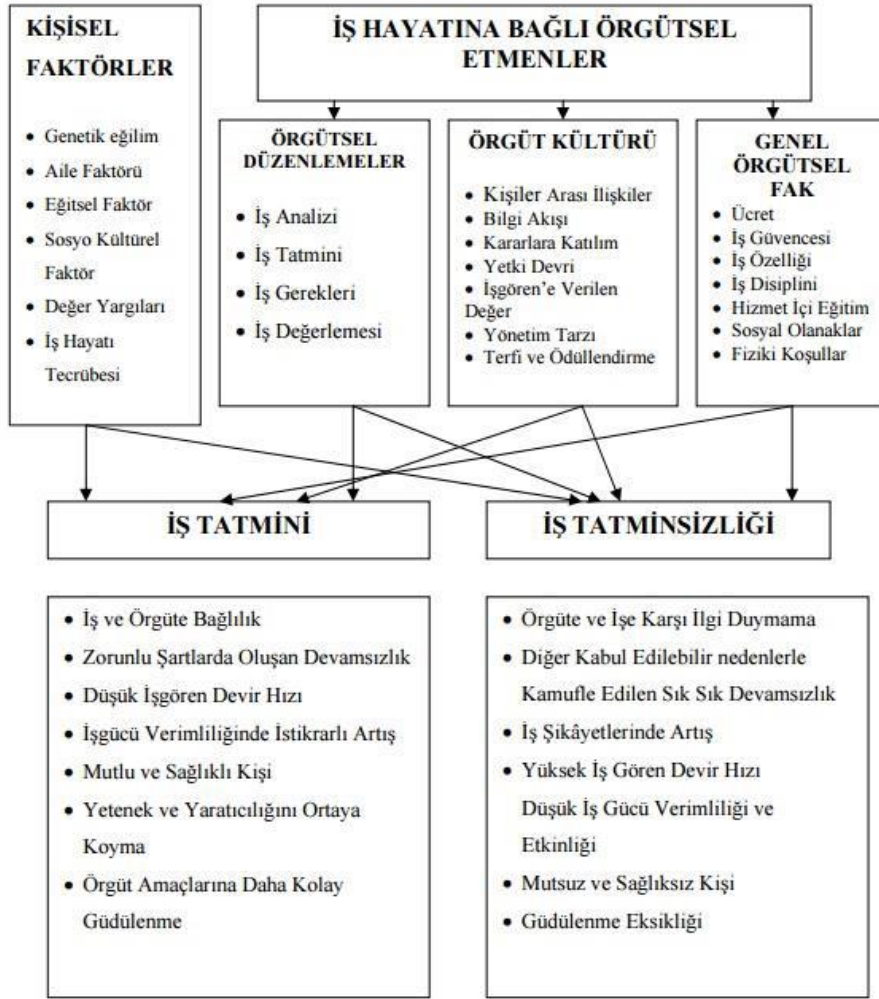 KİŞİSEL
FAKTÖRLER
• Genetik eğilim
• Aile Faktörü
• Eğitsel Faktör
• Sosyo Kültürel
Faktör
• Değer Yargıları
• İş Hayatı
Tecrübesi
İŞ HAYATINA BAĞLI ÖRGÜTSEL
ETMENLER
ÖRGÜTSEL
DÜZENLEMELER
• İş Analizi
• İş Tatmini
• İş Gerekleri
• İş Değerlemesi
ÖRGÜT KÜLTÜRÜ
• Kişiler Arası İlişkiler
• Bilgi Akışı
• Kararlara Katılım
• Yetki Devri
• İşgören’e Verilen
Değer
• Yönetim Tarzı
• Terfi ve Ödüllendirme
GENEL
ÖRGÜTSEL
FAK
• Ücret
• İş Güvencesi
• İş Özelliği
• İş Disiplini
• Hizmet İçi Eğitim
• Sosyal Olanaklar
• Fiziki Koşullar
İŞ TATMİNİ
İŞ TATMİNSİZLİĞİ
• İş ve Örgüte Bağlılık
• Zorunlu Şartlarda Oluşan Devamsızlık
• Düşük İşgören Devir Hızı
• İşgücü Verimliliğinde İstikrarlı Artış
• Mutlu ve Sağlıklı Kişi
• Yetenek ve Yaratıcılığını Ortaya
Koyma
• Örgüt Amaçlarına Daha Kolay
Güdülenme
• Örgüte ve İşe Karşı İlgi Duymama
• Diğer Kabul Edilebilir nedenlerle
Kamufle Edilen Sık Sık Devamsızlık
• İş Şikâyetlerinde Artış
• Yüksek İş Gören Devir Hızı
Düşük İş Gücü Verimliliği ve
Etkinliği
• Mutsuz ve Sağlıksız Kişi
• Güdülenme Eksikliği